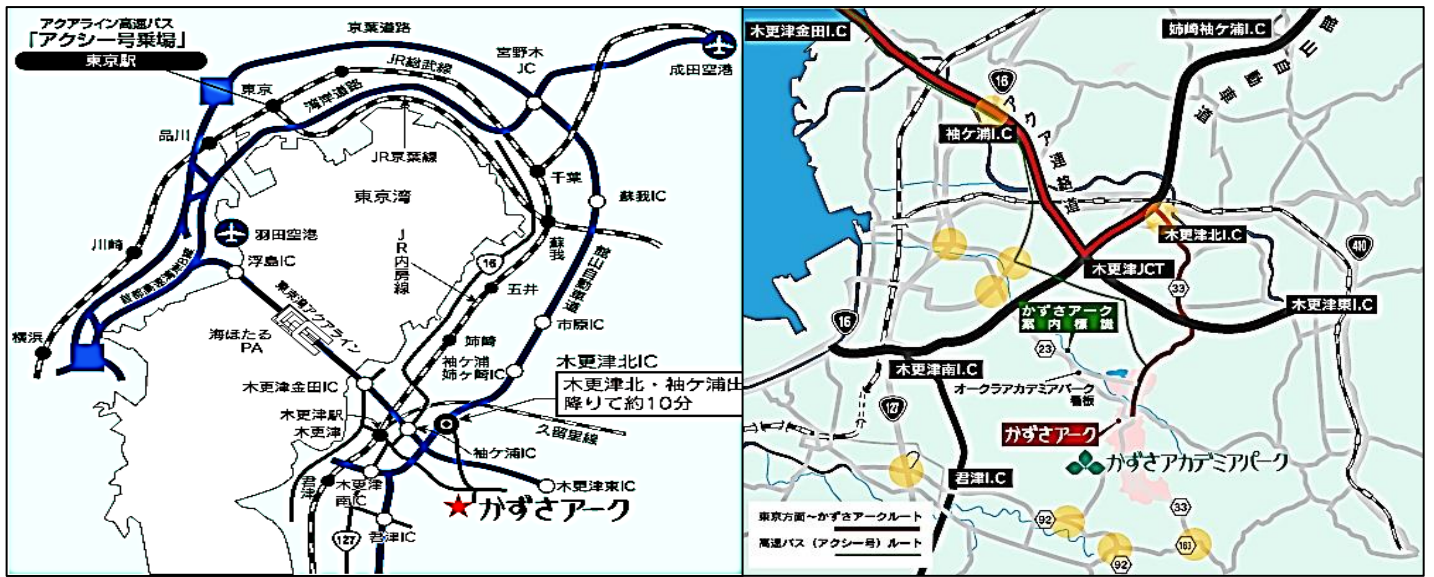 アクアライン高速バス
「アクシー号乗場」
東京駅
京葉道路
宮野木
JC
成田空港
JR総武線
東京
湾岸道路
品川
JR京葉線
千葉
東京湾
蘇我IC
川崎
羽田空港
浮島IC
JR内房線
16
蘇我
館山自動車道
五井
東京湾アクアライン
横浜
海ほたる
PA
市原IC
姉崎
袖ケ浦
姉ヶ崎IC
木更津北IC
木更津北・袖ケ浦出
降りて約10分
木更津金田IC
木更津駅
木更津
久留里線
袖ケ浦IC
君津
木更津
南IC
木更津東IC
かずさアーク
127
君津IC
木更津金田I.C
姉崎袖ケ浦I.C
館山自動車道
16
アクア連絡道
袖ケ浦I.C
木更津北I.C
410
木更津JCT
33
木更津東I.C
かずさアーク
案内標識
16
23
木更津南I.C
オークラアカデミアパーク
看板
127
かずさアーク
かずさアカデミアパーク
君津I.C
東京方面~かずさアークルート
高速バス(アクシー号)ルート
92
33
163
92